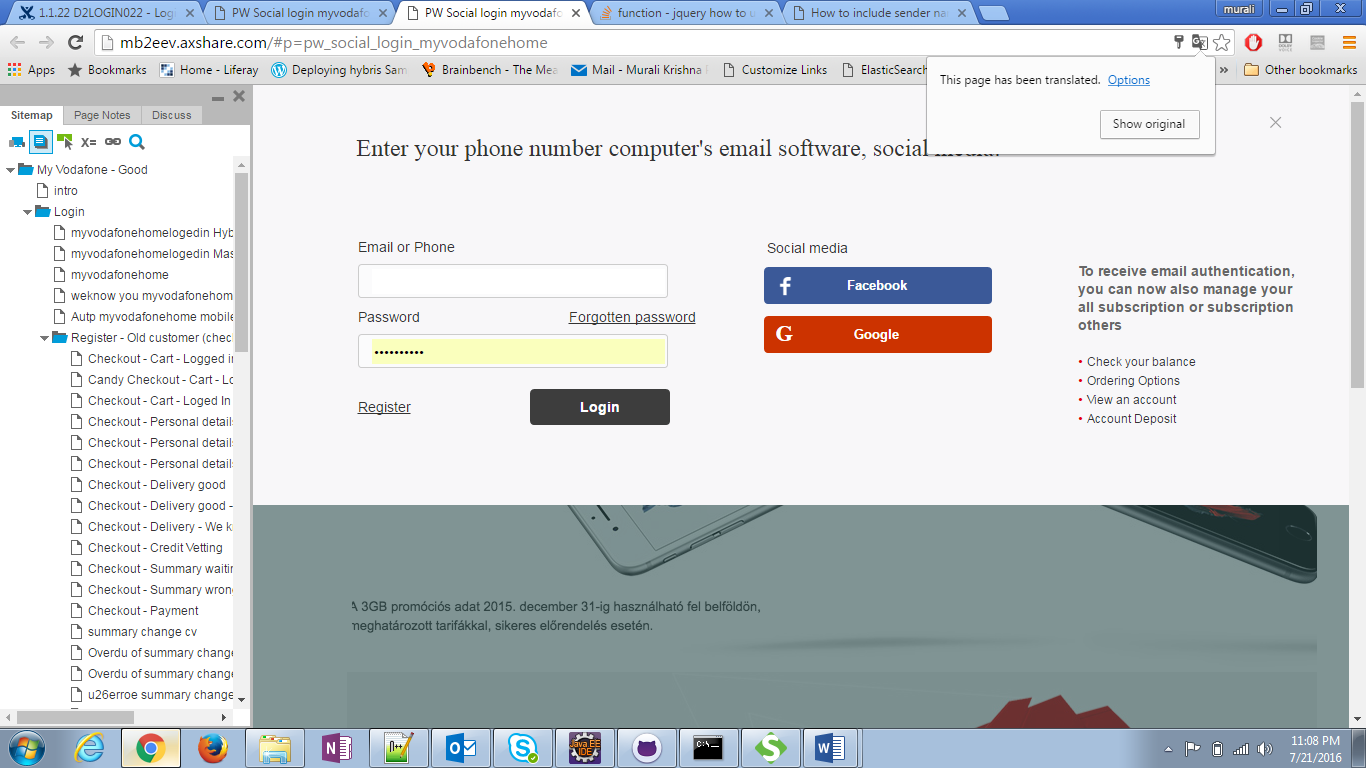 1.1.22 D2LOGIN022 - Logi
PW Social login myvodafo
PW Social login myvodafo
function - jquery how to u
How to include sender na
murali
mb2eev.axshare.com/#p=pw_social_login_myvodafonehome
Apps
Bookmarks
Home - Liferay
Deploying hybris Sam
Brainbench - The Mea
Mail - Murali Krishna
Customize Links
ElasticSearch
»
Other bookmarks
This page has been translated. Options
Show original
Sitemap
Page Notes
Discuss
X=
My Vodafone - Good
intro
Login
myvodafonehomelogedin Hyb
myvodafonehomelogedin Mas
myvodafonehome
weknow you myvodafonehom
Autp myvodafonehome mobile
Register - Old customer (chec
Checkout - Cart - Logged in
Candy Checkout - Cart - Lo
Checkout - Cart - Loged In
Checkout - Personal details
Checkout - Personal details
Checkout - Personal details
Checkout - Delivery good
Checkout - Delivery good -
Checkout - Delivery - We k
Checkout - Credit Vetting
Checkout - Summary waitin
Checkout - Summary wrong
Checkout - Payment
summary change cv
Overdu of summary change
Overdu of summary change
u26erroe summary change
Enter your phone number computer's email software, social media.
Email or Phone
Password
Forgotten password
••••••••••
Register
Login
Social media
f Facebook
G Google
To receive email authentication,
you can now also manage your
all subscription or subscription
others
• Check your balance
• Ordering Options
• View an account
• Account Deposit
A 3GB promóciós adat 2015. december 31-ig használható fel belföldön,
meghatározott tarifákkal, sikeres előrendelés esetén.
11:08 PM
7/21/2016